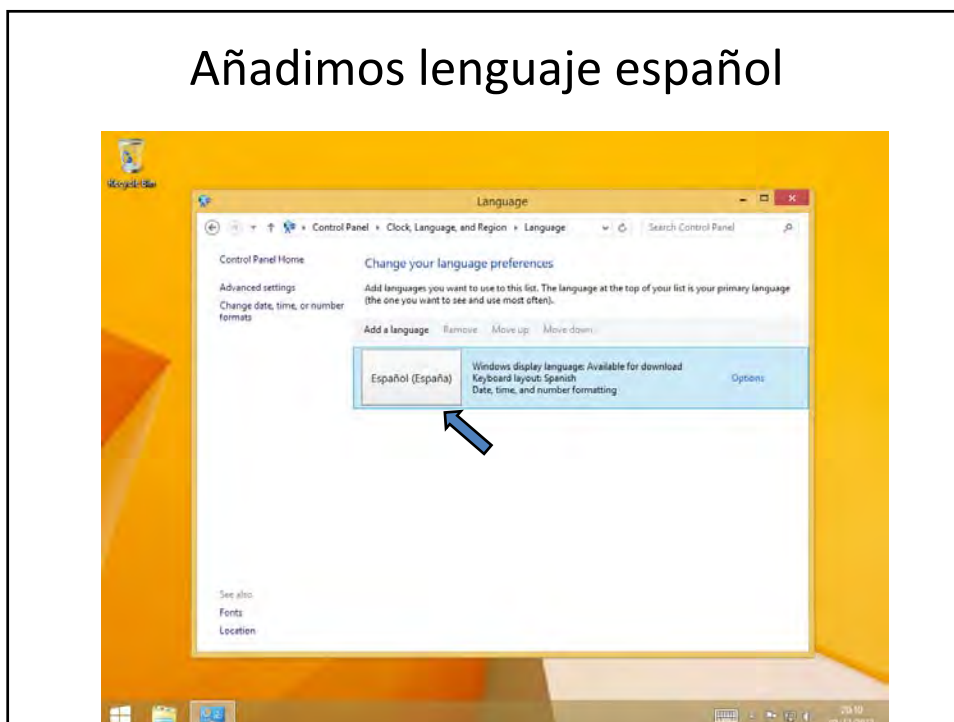 Añadimos lenguaje español
Recycle Bin
Language
Control Panel Clock, Language, and Region Language Search Control Panel
Control Panel Home
Change your language preferences
Advanced settings
Add languages you want to use to this list. The language at the top of your list is your primary language
Change date, time, or number
(the one you want to see and use most often).
formats
Add a language Remove Move up Move down
Español (España)
Windows display language: Available for download
Keyboard layout: Spanish
Date, time, and number formatting
Options
See also
Fonts
Location
20:10